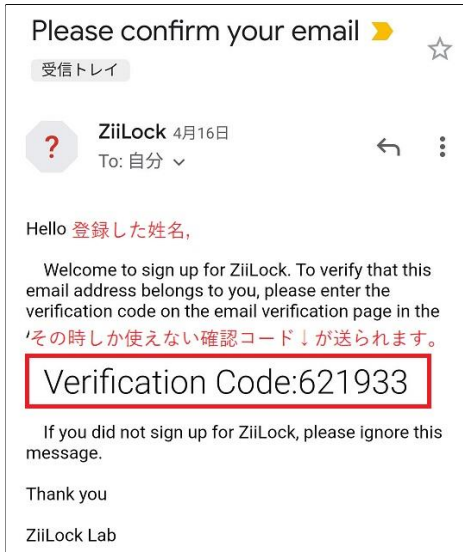 Please confirm your email
受信トレイ
?
ZiiLock 4月16日
To: 自分
Hello 登録した姓名,
Welcome to sign up for ZiiLock. To verify that this
email address belongs to you, please enter the
verification code on the email verification page in the
'その時しか使えない確認コード↓が送られます。
Verification Code:621933
If you did not sign up for ZiiLock, please ignore this
message.
Thank you
ZiiLock Lab